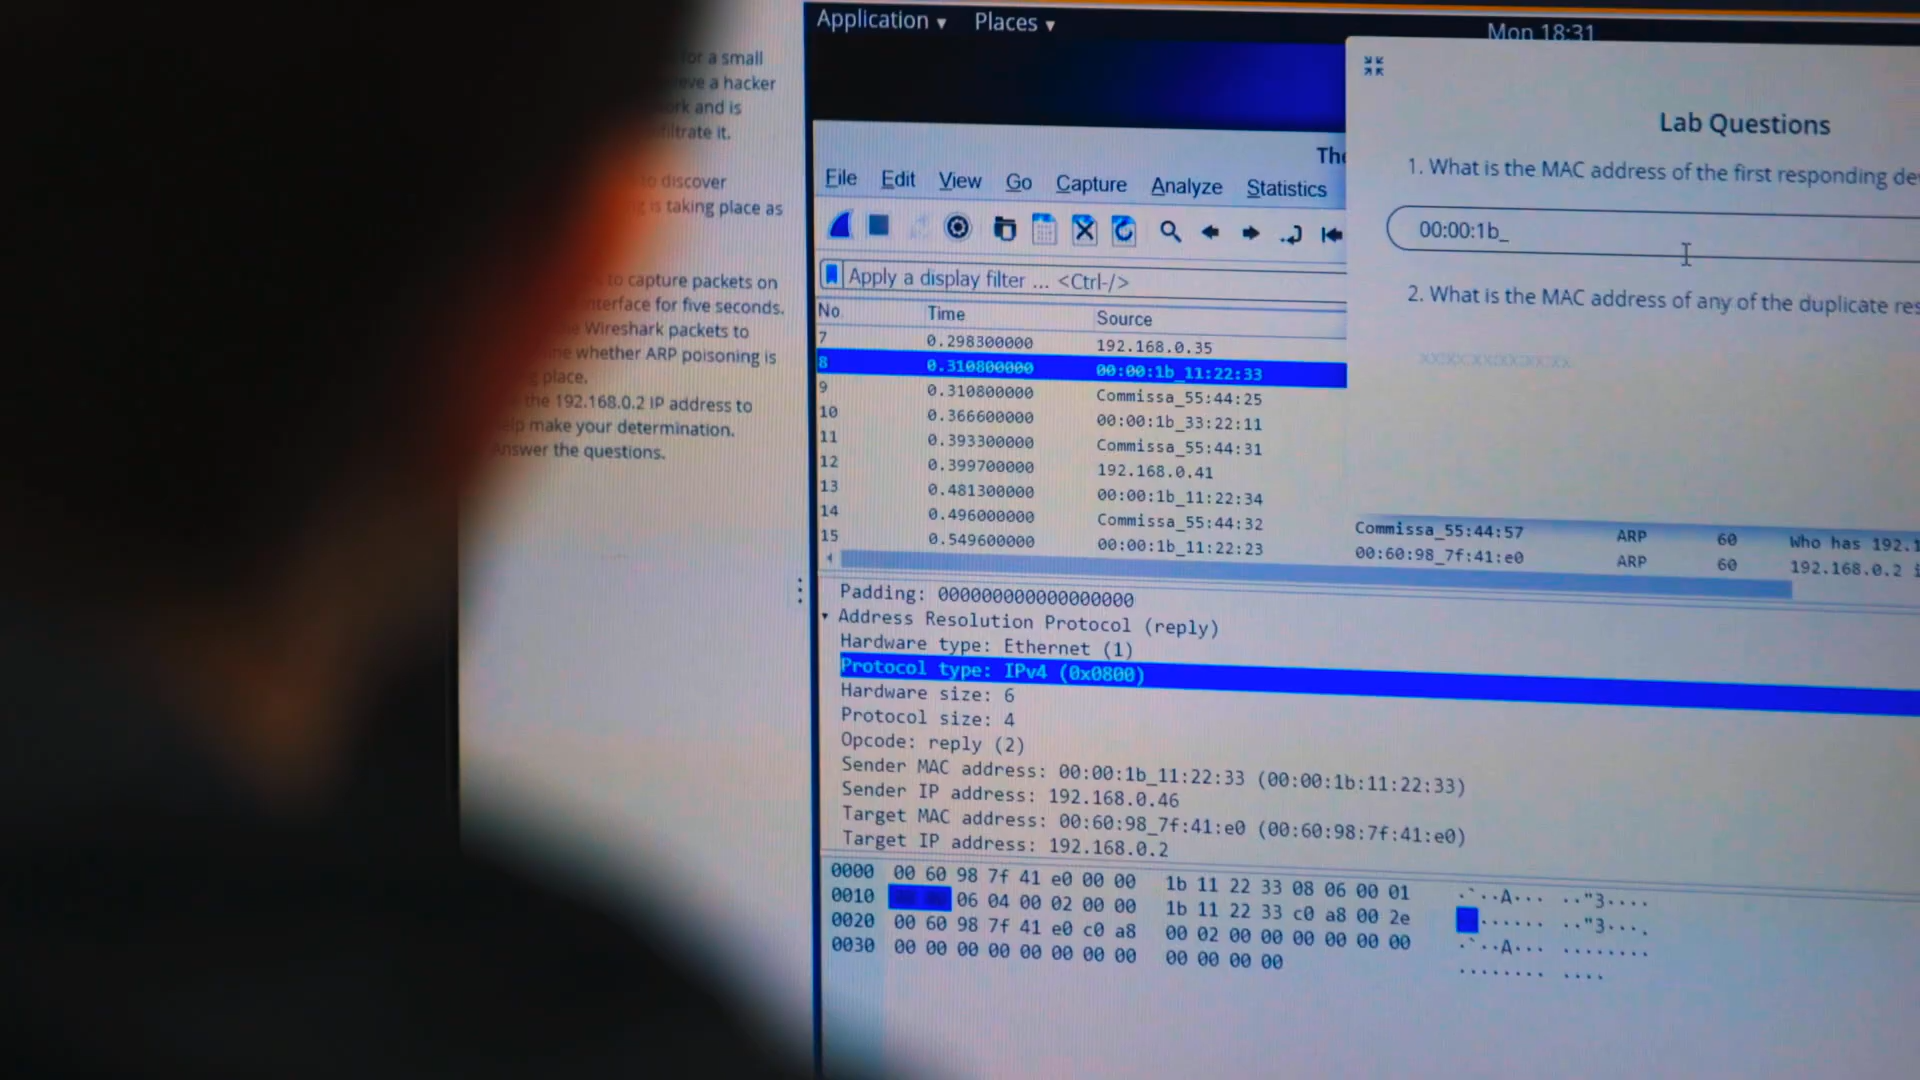 Application ▾ Places ▾ Mon 18:31
for a small
a hacker
and is
it.
to discover
is taking place as
to capture packets on
interface for five seconds.
Wireshark packets to
whether ARP poisoning is
place.
the 192.168.0.2 IP address to
help make your determination.
Answer the questions.
The
File Edit View Go Capture Analyze Statistics
Apply a display filter ... <Ctrl-/>
No. Time Source
7 0.298300000 192.168.0.35
8 0.310800000 00:00:1b_11:22:33
9 0.310800000 Commissa_55:44:25
10 0.366600000 00:00:1b_33:22:11
11 0.393300000 Commissa_55:44:31
12 0.399700000 192.168.0.41
13 0.481300000 00:00:1b_11:22:34
14 0.496000000 Commissa_55:44:32
15 0.549600000 00:00:1b_11:22:23
Lab Questions
1. What is the MAC address of the first responding de
00:00:1b_
2. What is the MAC address of any of the duplicate res
Commissa_55:44:57 ARP 60 Who has 192.1
00:60:98_7f:41:e0 ARP 60 192.168.0.2 i
Padding: 000000000000000000
Address Resolution Protocol (reply)
Hardware type: Ethernet (1)
Protocol type: IPv4 (0x0800)
Hardware size: 6
Protocol size: 4
Opcode: reply (2)
Sender MAC address: 00:00:1b_11:22:33 (00:00:1b:11:22:33)
Sender IP address: 192.168.0.46
Target MAC address: 00:60:98_7f:41:e0 (00:60:98:7f:41:e0)
Target IP address: 192.168.0.2
0000 00 60 98 7f 41 e0 00 00 1b 11 22 33 08 06 00 01 .`..A... .."3....
0010 06 04 00 02 00 00 1b 11 22 33 c0 a8 00 2e ...... .."3....
0020 00 60 98 7f 41 e0 c0 a8 00 02 00 00 00 00 00 00 .`..A... ........
0030 00 00 00 00 00 00 00 00 00 00 00 00 ........ ....